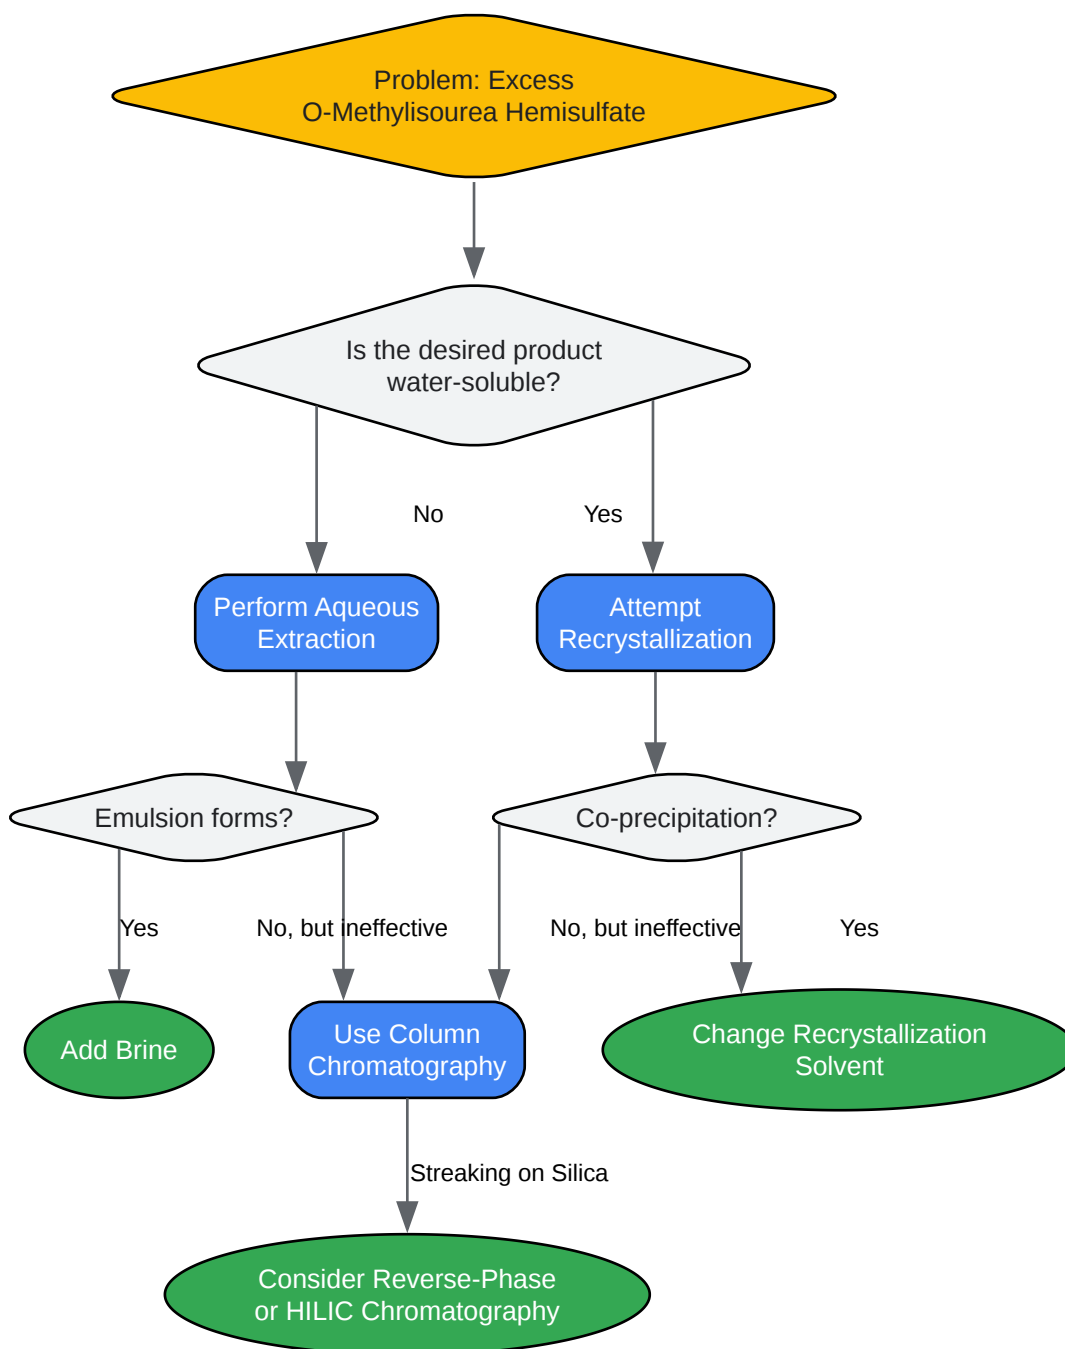 Problem: Excess
O-Methylisourea Hemisulfate
Is the desired product
water-soluble?
No
Yes
Perform Aqueous
Extraction
Attempt
Recrystallization
Emulsion forms?
Co-precipitation?
Yes
No, but ineffective
No, but ineffective
Yes
Add Brine
Use Column
Chromatography
Change Recrystallization
Solvent
Streaking on Silica
Consider Reverse-Phase
or HILIC Chromatography